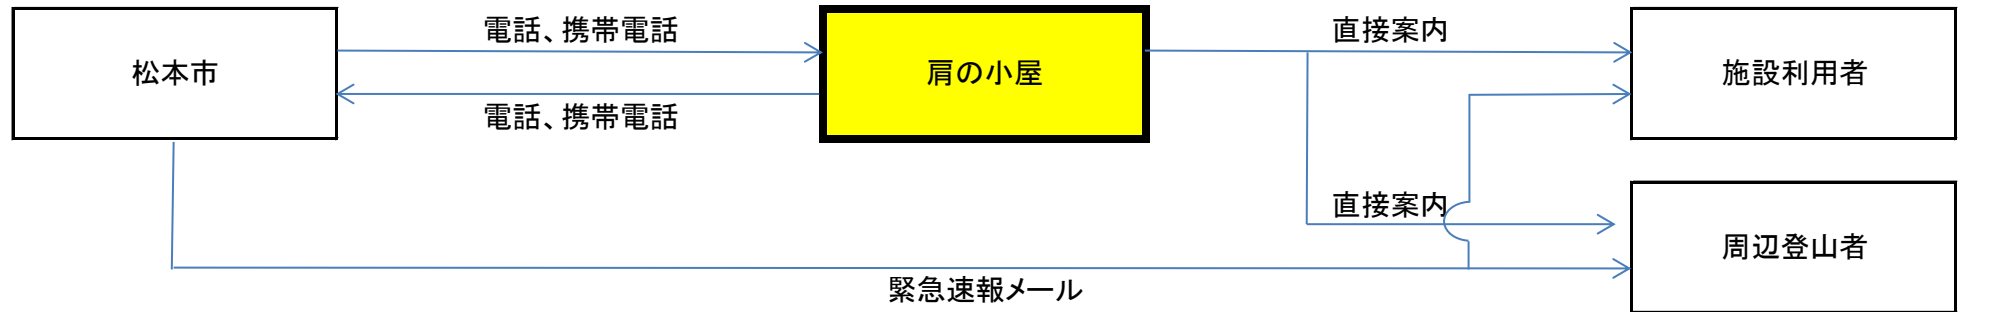 電話、携帯電話
直接案内
松本市
肩の小屋
施設利用者
電話、携帯電話
直接案内
周辺登山者
緊急速報メール